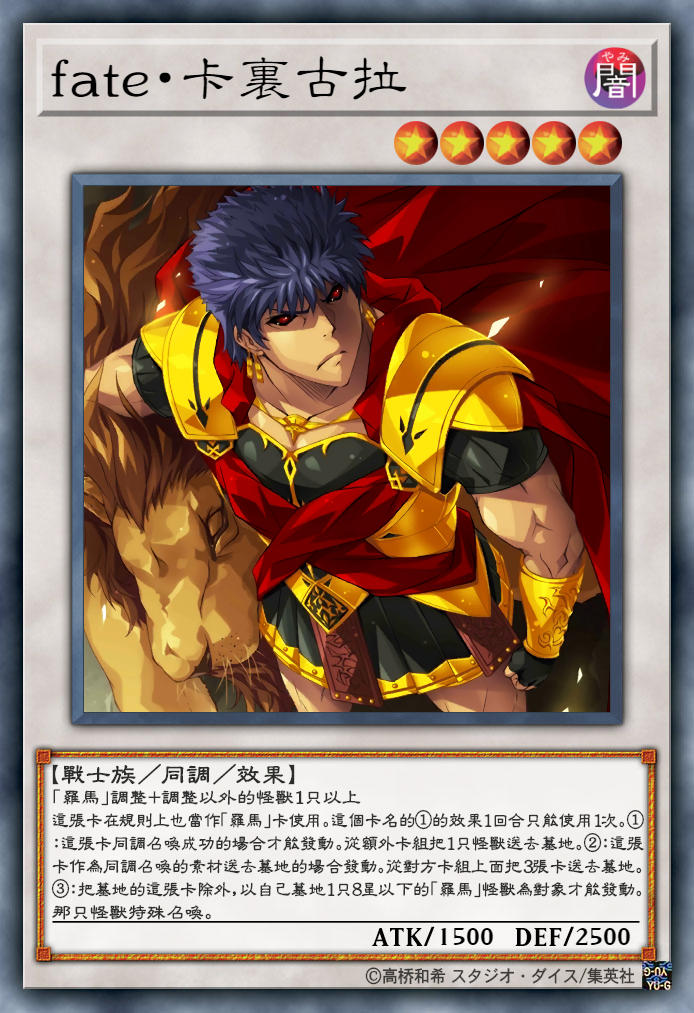 fate·卡裏古拉
やみ
闇
【戰士族／同調／效果】
「羅馬」調整+調整以外的怪獸1只以上
這張卡在規則上也當作「羅馬」卡使用。這個卡名的①的效果1回合只能使用1次。①
：這張卡同調召喚成功的場合才能發動。從額外卡組把1只怪獸送去墓地。②：這張
卡作為同調召喚的素材送去墓地的場合發動。從對方卡組上面把3張卡送去墓地。
③：把墓地的這張卡除外，以自己墓地1只8星以下的「羅馬」怪獸為對象才能發動。
那只怪獸特殊召喚。
ATK/1500 DEF/2500
©高桥和希 スタジオ・ダイス/集英社
YU-G